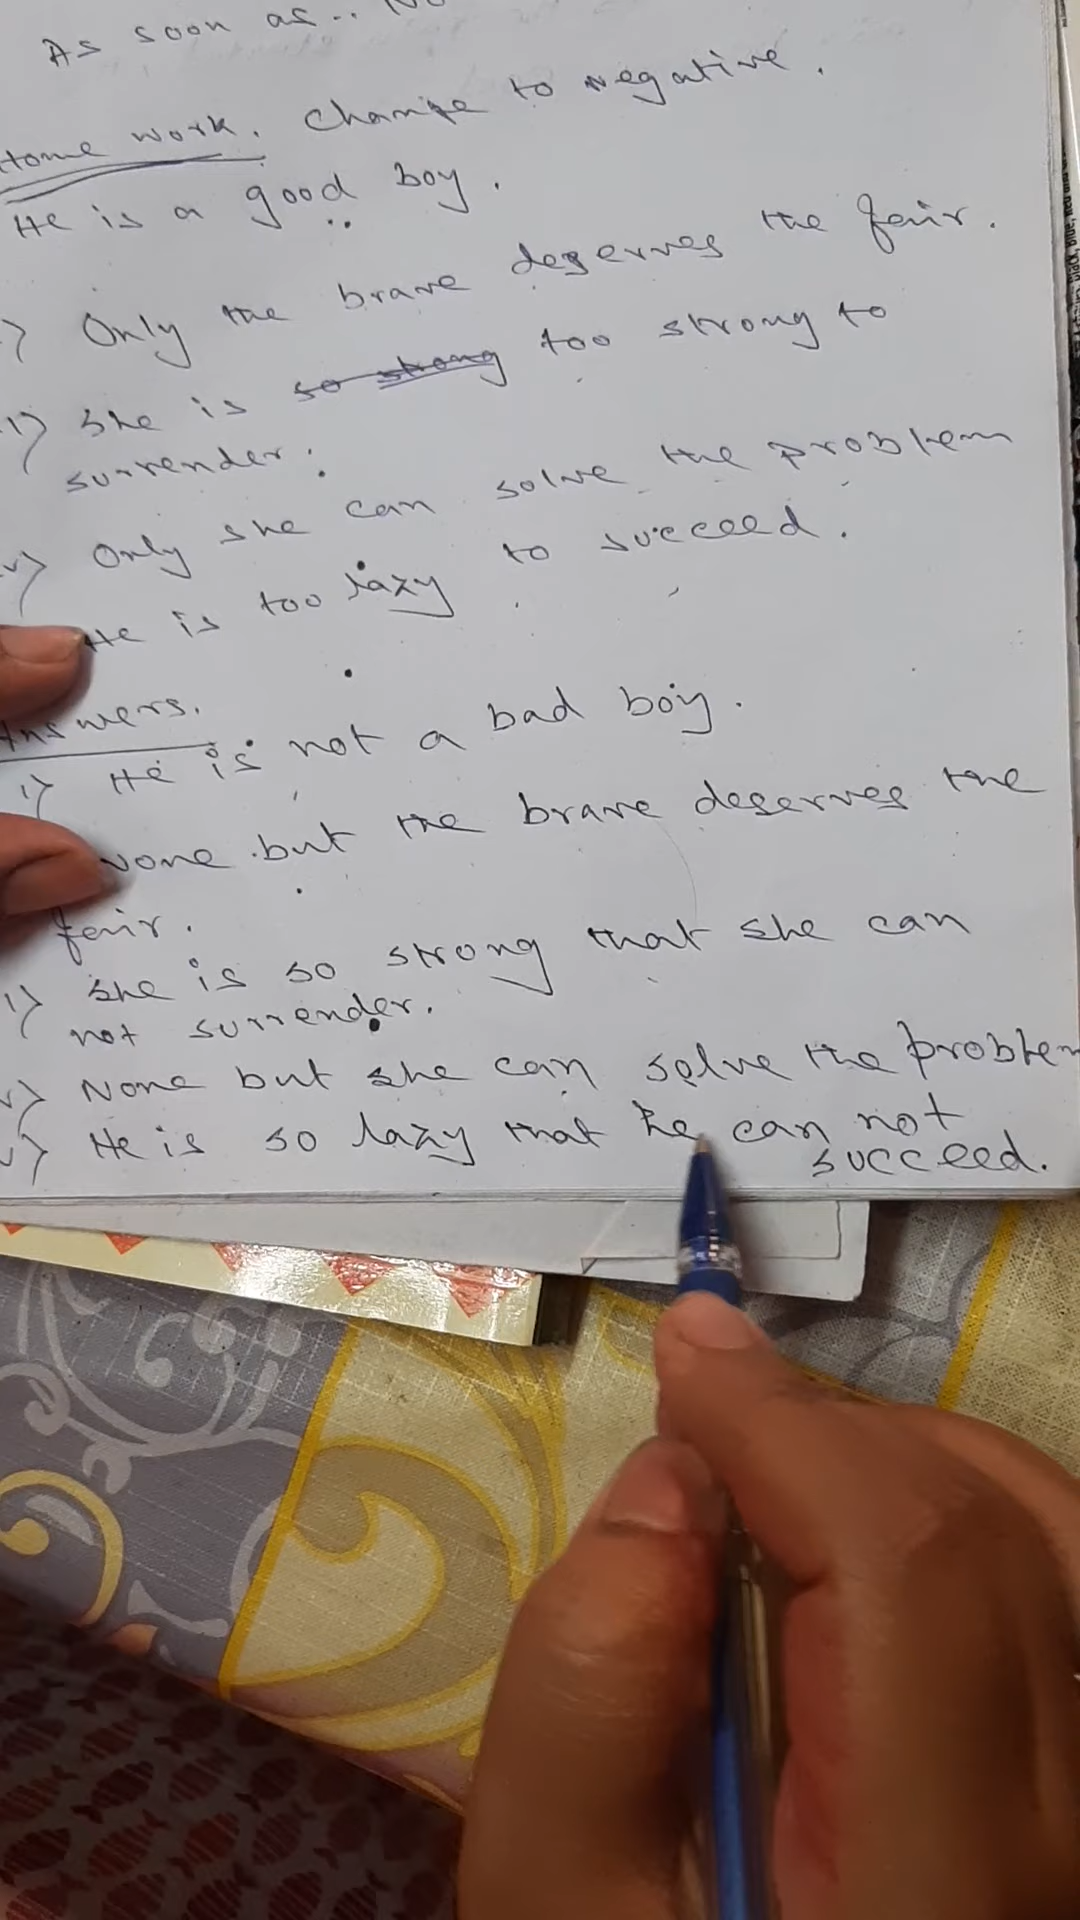 As soon as..
Home work. Change to negative.
He is a good boy.
Only the brave deserves the fair.
She is so strong too strong to
surrender.
Only she can solve the problem
He is too lazy to succeed.
Answers.
i) He is not a bad boy.
None but the brave deserves the
fair.
She is so strong that she can
not surrender.
None but she can solve the problem
He is so lazy that he can not
succeed.